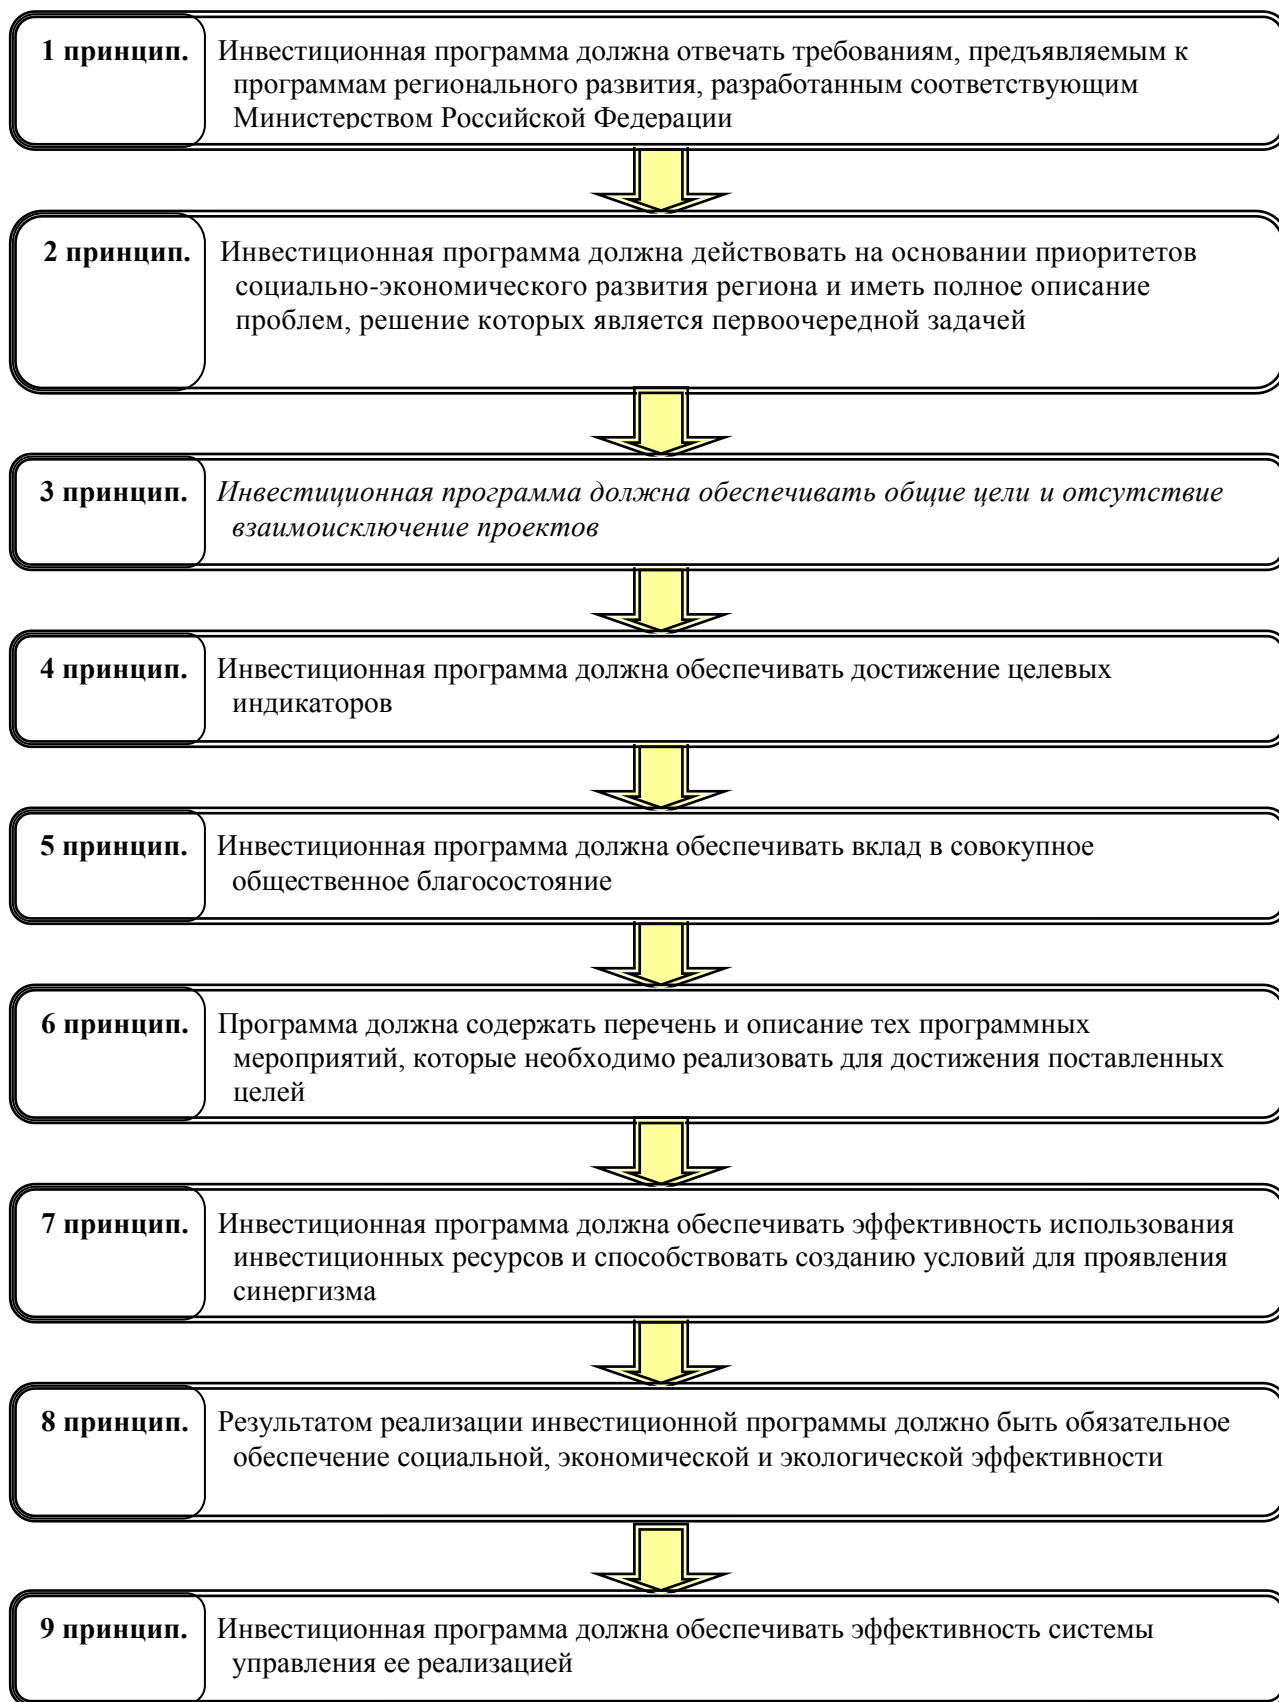 1 принцип. Инвестиционная программа должна отвечать требованиям, предъявляемым к
программам регионального развития, разработанным соответствующим
Министерством Российской Федерации
2 принцип. Инвестиционная программа должна действовать на основании приоритетов
социально-экономического развития региона и иметь полное описание
проблем, решение которых является первоочередной задачей
3 принцип. Инвестиционная программа должна обеспечивать общие цели и отсутствие
взаимоисключение проектов
4 принцип. Инвестиционная программа должна обеспечивать достижение целевых
индикаторов
5 принцип. Инвестиционная программа должна обеспечивать вклад в совокупное
общественное благосостояние
6 принцип. Программа должна содержать перечень и описание тех программных
мероприятий, которые необходимо реализовать для достижения поставленных
целей
7 принцип. Инвестиционная программа должна обеспечивать эффективность использования
инвестиционных ресурсов и способствовать созданию условий для проявления
синергизма
8 принцип. Результатом реализации инвестиционной программы должно быть обязательное
обеспечение социальной, экономической и экологической эффективности
9 принцип. Инвестиционная программа должна обеспечивать эффективность системы
управления ее реализацией